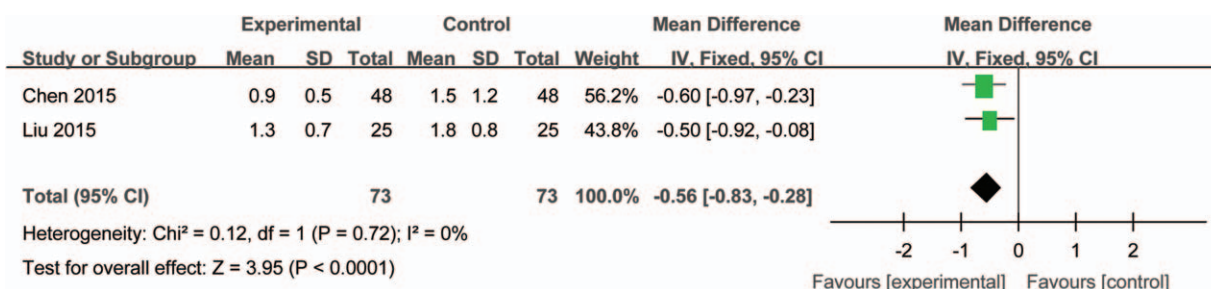 Experimental Control Mean Difference Mean Difference
Study or Subgroup Mean SD Total Mean SD Total Weight IV, Fixed, 95% CI IV, Fixed, 95% CI
Chen 2015 0.9 0.5 48 1.5 1.2 48 56.2% -0.60 [-0.97, -0.23]
Liu 2015 1.3 0.7 25 1.8 0.8 25 43.8% -0.50 [-0.92, -0.08]
Total (95% CI) 73 73 100.0% -0.56 [-0.83, -0.28]
Heterogeneity: Chi² = 0.12, df = 1 (P = 0.72); I² = 0%
Test for overall effect: Z = 3.95 (P < 0.0001)
-2 -1 0 1 2
Favours [experimental] Favours [control]